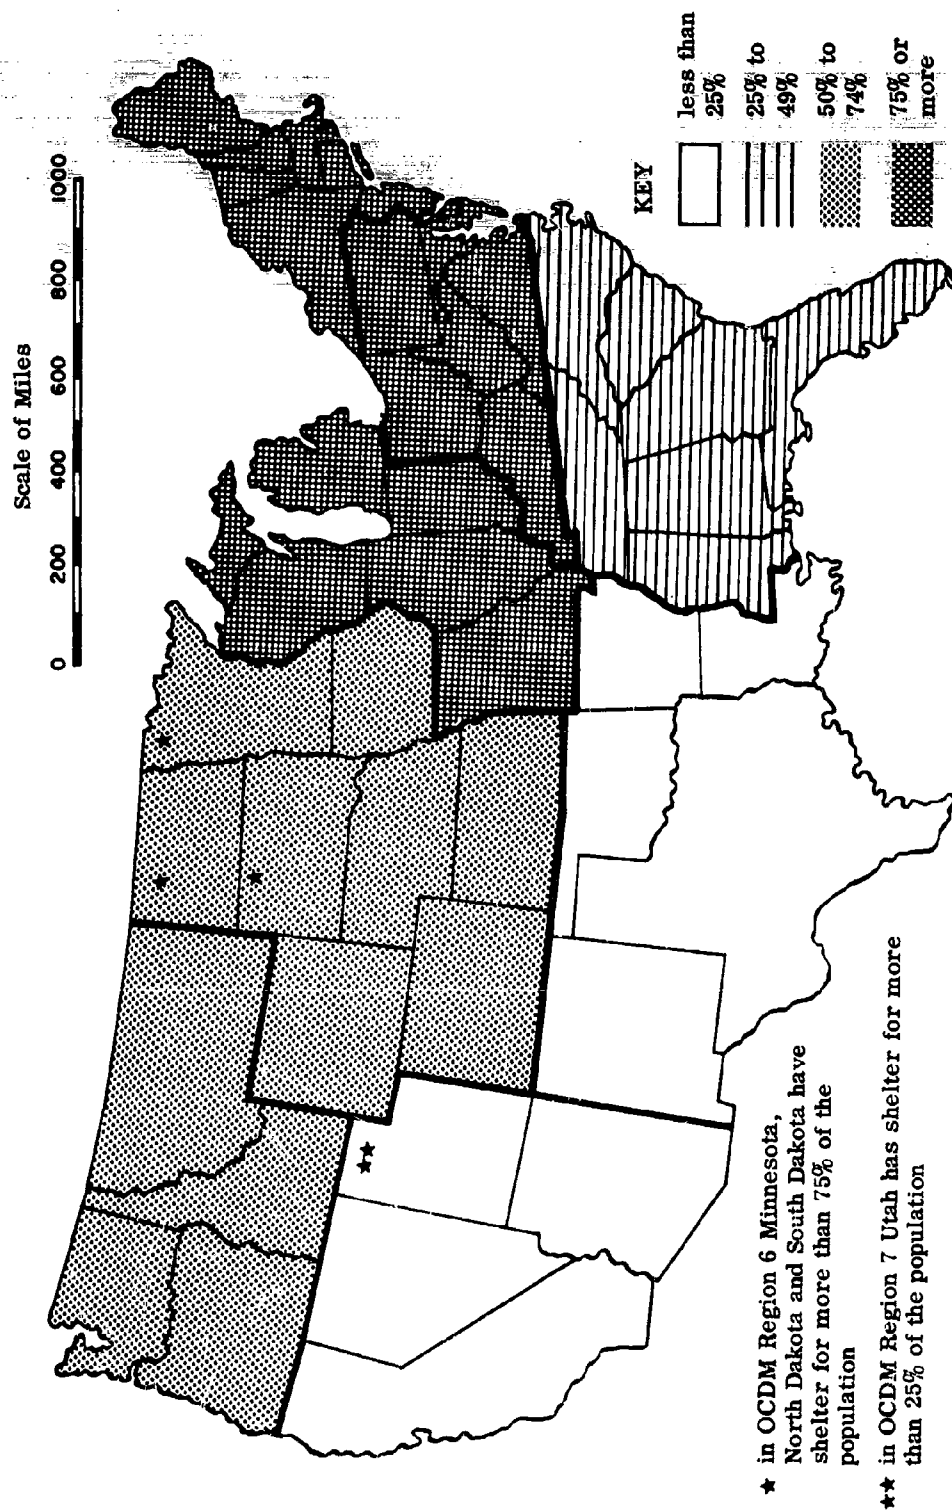 Scale of Miles
0 200 400 600 800 1000
KEY
less than
25%
25% to
49%
50% to
74%
75% or
more
★ in OCDM Region 6 Minnesota,
North Dakota and South Dakota have
shelter for more than 75% of the
population
★★ in OCDM Region 7 Utah has shelter for more
than 25% of the population
★
★
★
★★